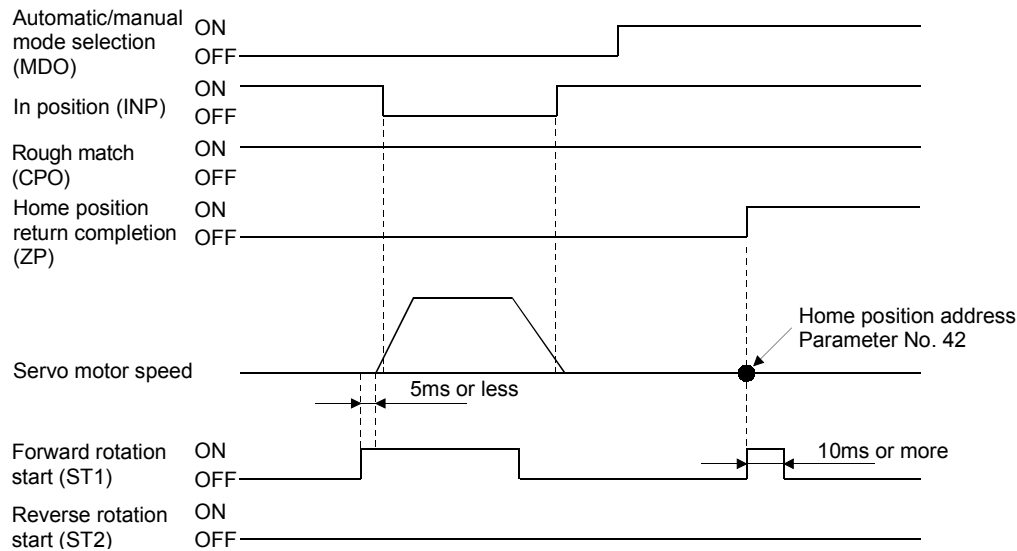 Automatic/manual
mode selection
(MDO)
ON
OFF
In position (INP)
ON
OFF
Rough match
(CPO)
ON
OFF
Home position
return completion
(ZP)
ON
OFF
Home position address
Parameter No. 42
Servo motor speed
5ms or less
Forward rotation
start (ST1)
ON
OFF
10ms or more
Reverse rotation
start (ST2)
ON
OFF